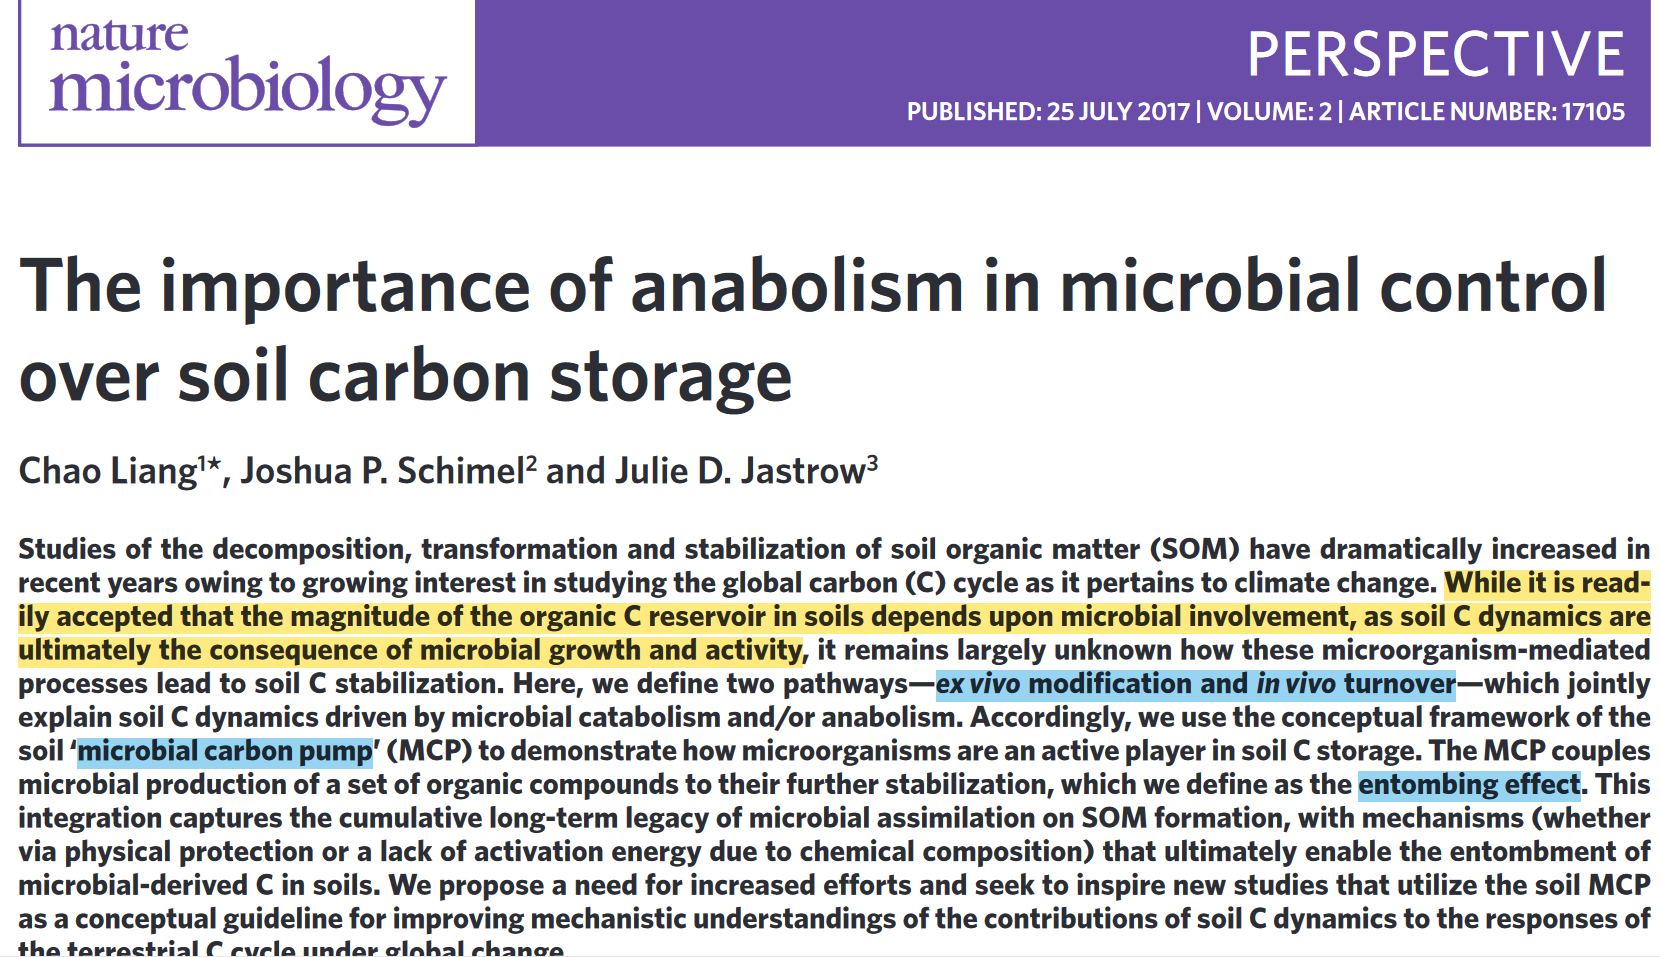 nature
microbiology
PERSPECTIVE
PUBLISHED: 25 JULY 2017 | VOLUME: 2 | ARTICLE NUMBER: 17105
The importance of anabolism in microbial control
over soil carbon storage
Chao Liang1*, Joshua P. Schimel2 and Julie D. Jastrow3
Studies of the decomposition, transformation and stabilization of soil organic matter (SOM) have dramatically increased in
recent years owing to growing interest in studying the global carbon (C) cycle as it pertains to climate change. While it is read-
ily accepted that the magnitude of the organic C reservoir in soils depends upon microbial involvement, as soil C dynamics are
ultimately the consequence of microbial growth and activity, it remains largely unknown how these microorganism-mediated
processes lead to soil C stabilization. Here, we define two pathways—ex vivo modification and in vivo turnover—which jointly
explain soil C dynamics driven by microbial catabolism and/or anabolism. Accordingly, we use the conceptual framework of the
soil ‘microbial carbon pump’ (MCP) to demonstrate how microorganisms are an active player in soil C storage. The MCP couples
microbial production of a set of organic compounds to their further stabilization, which we define as the entombing effect. This
integration captures the cumulative long-term legacy of microbial assimilation on SOM formation, with mechanisms (whether
via physical protection or a lack of activation energy due to chemical composition) that ultimately enable the entombment of
microbial-derived C in soils. We propose a need for increased efforts and seek to inspire new studies that utilize the soil MCP
as a conceptual guideline for improving mechanistic understandings of the contributions of soil C dynamics to the responses of
the terrestrial C cycle under global change.